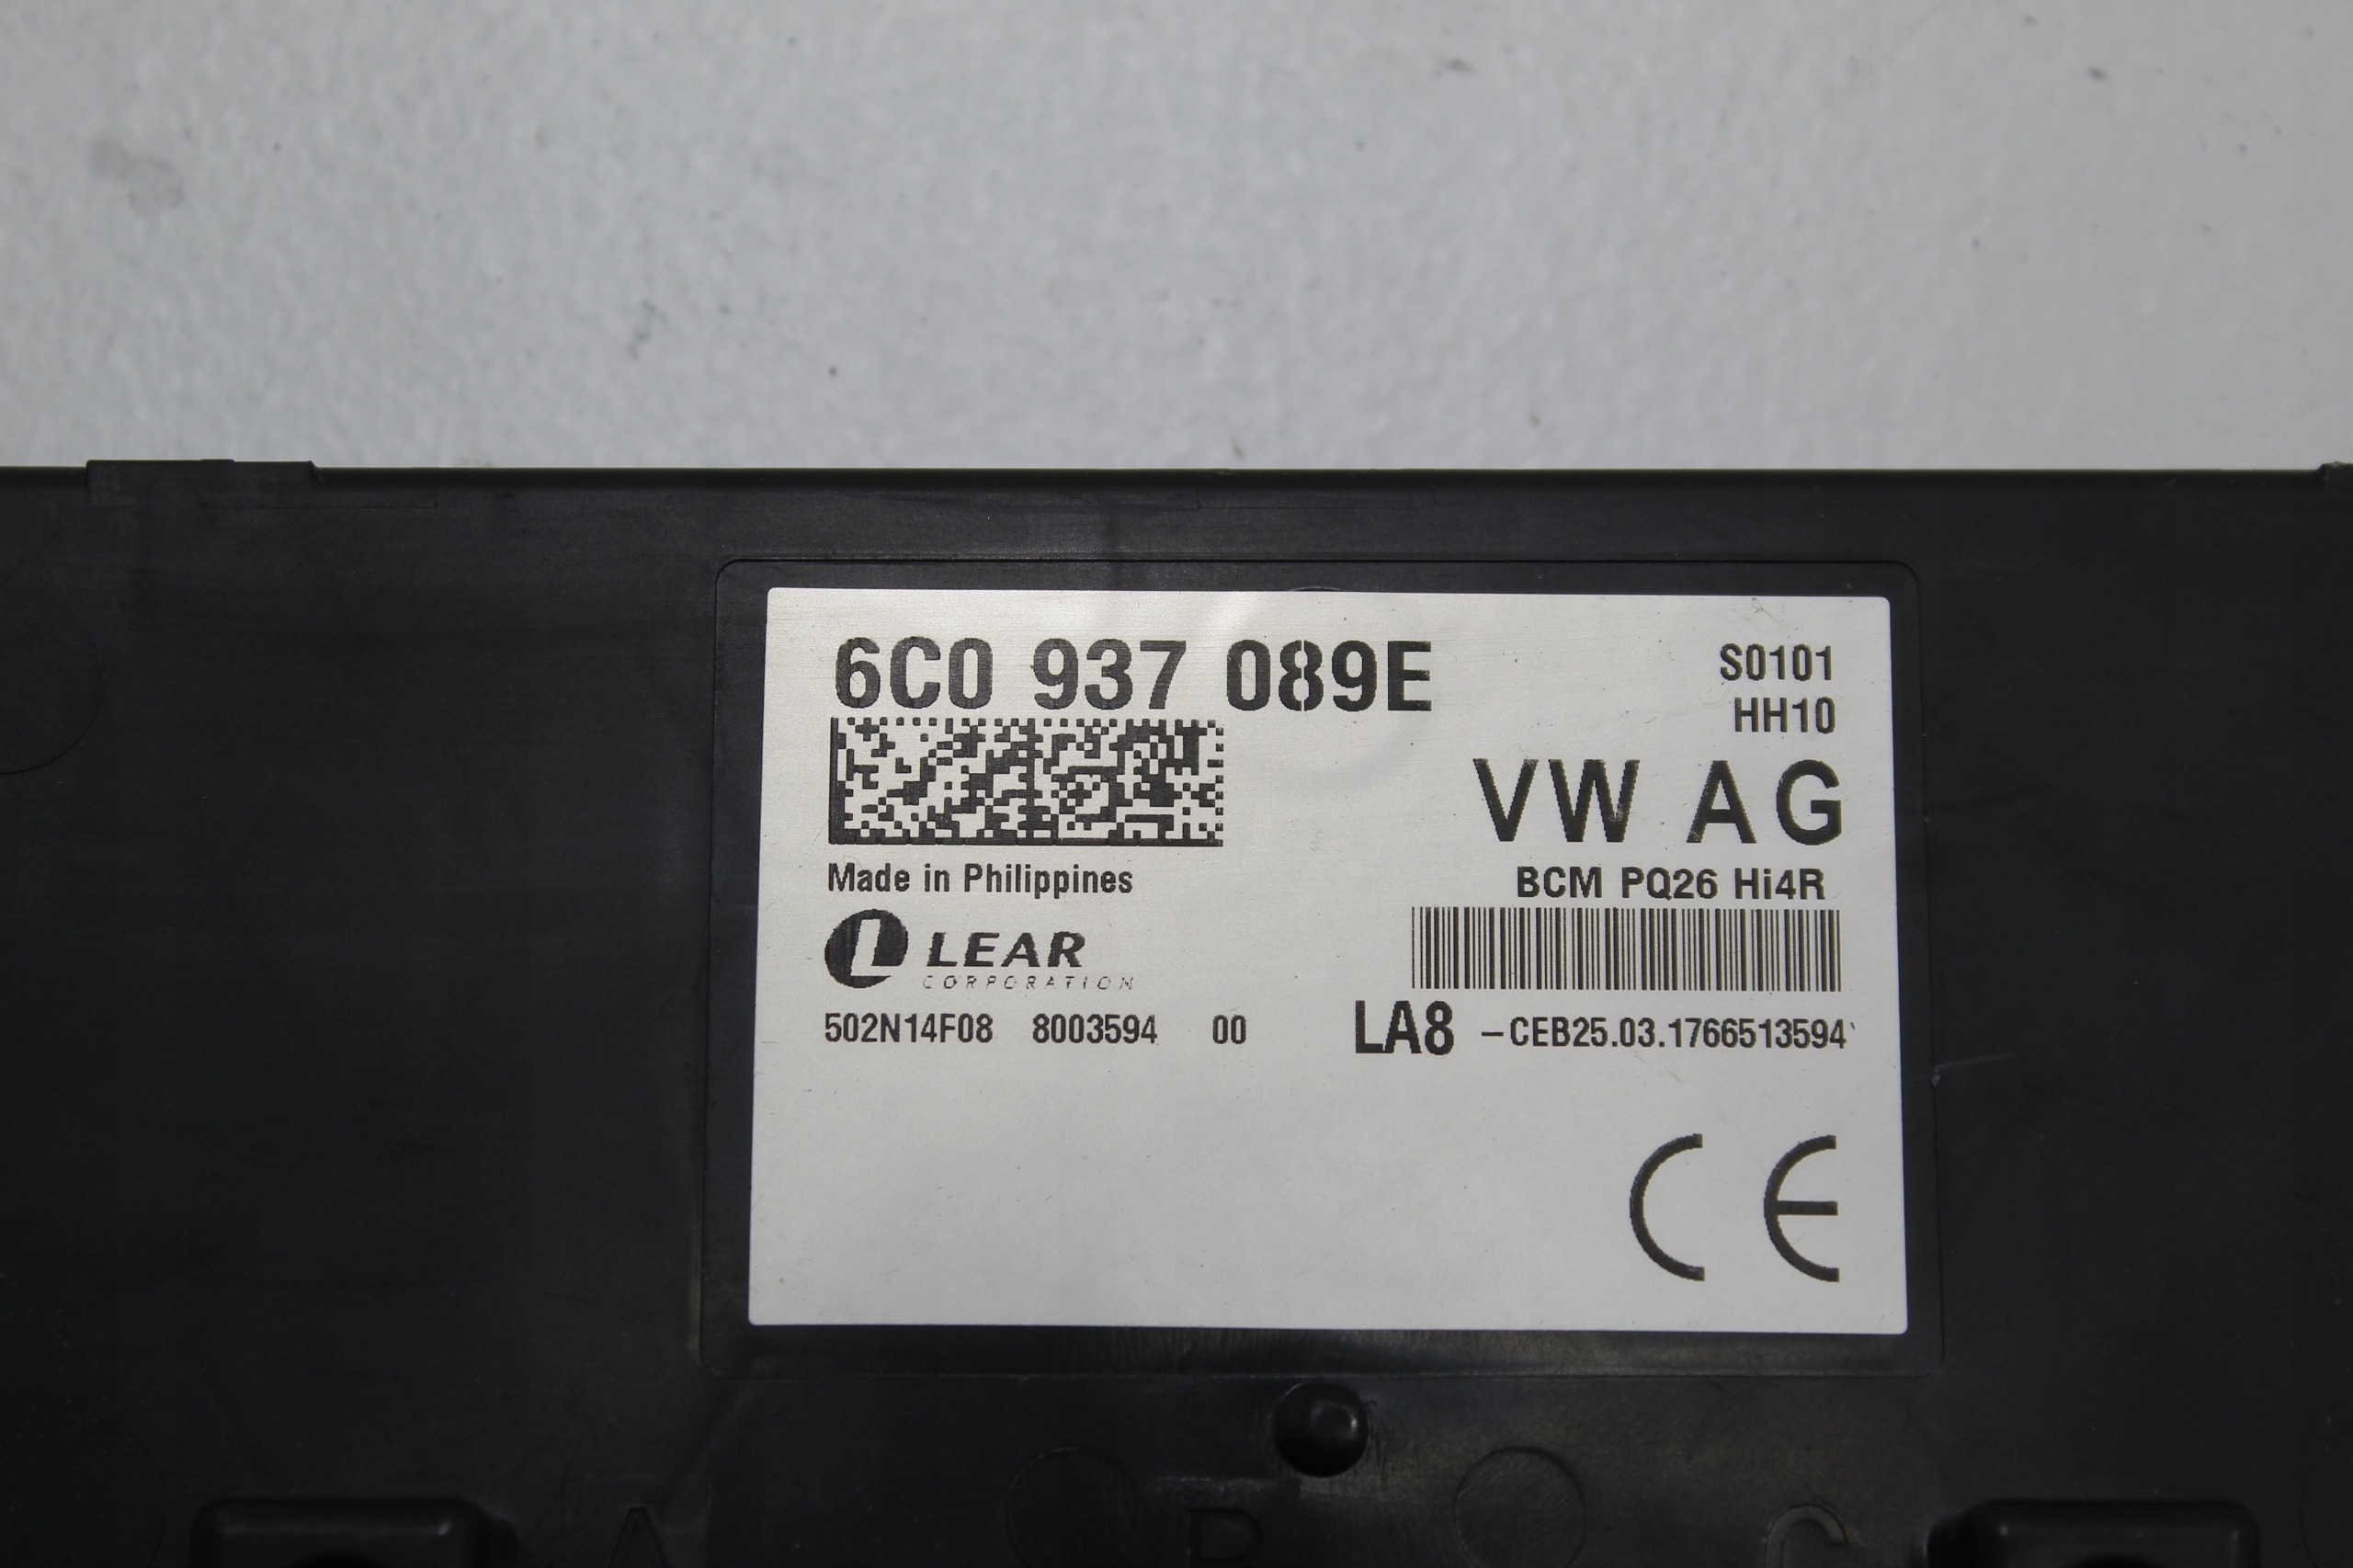 6C0 937 089E
S0101
HH10
VW AG
BCM PQ26 Hi4R
Made in Philippines
LEAR
CORPORATION
502N14F08 8003594 00
LA8 -CEB25.03.1766513594
CE
A B C